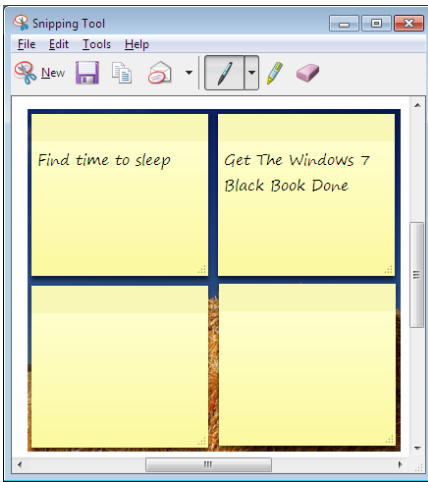 Snipping Tool
File Edit Tools Help
New
Find time to sleep
Get The Windows 7
Black Book Done